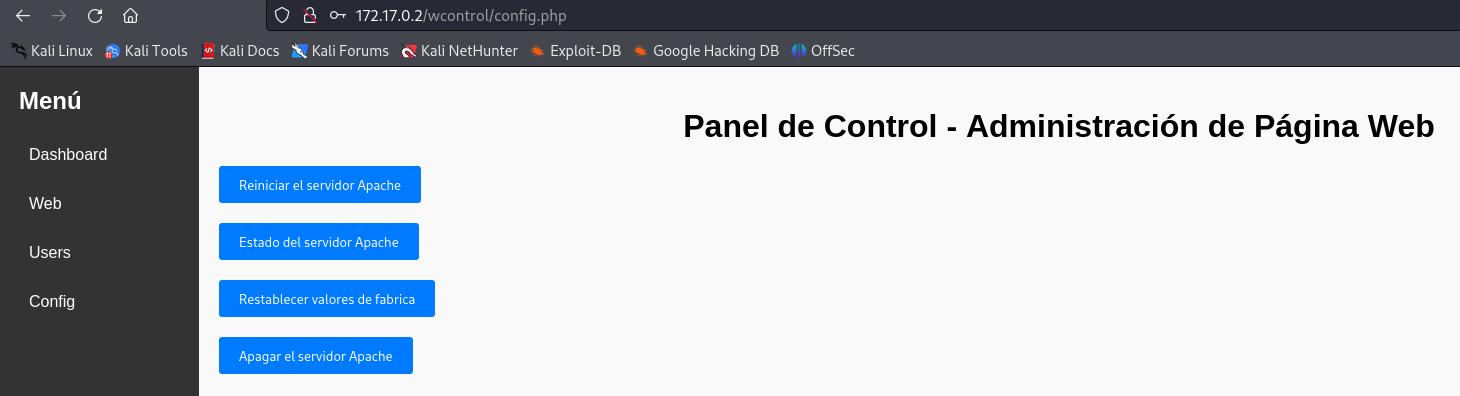 172.17.0.2/wcontrol/config.php
Kali Linux Kali Tools Kali Docs Kali Forums Kali NetHunter Exploit-DB Google Hacking DB OffSec
Menú
Dashboard
Web
Users
Config
Panel de Control - Administración de Página Web
Reiniciar el servidor Apache
Estado del servidor Apache
Restablecer valores de fabrica
Apagar el servidor Apache